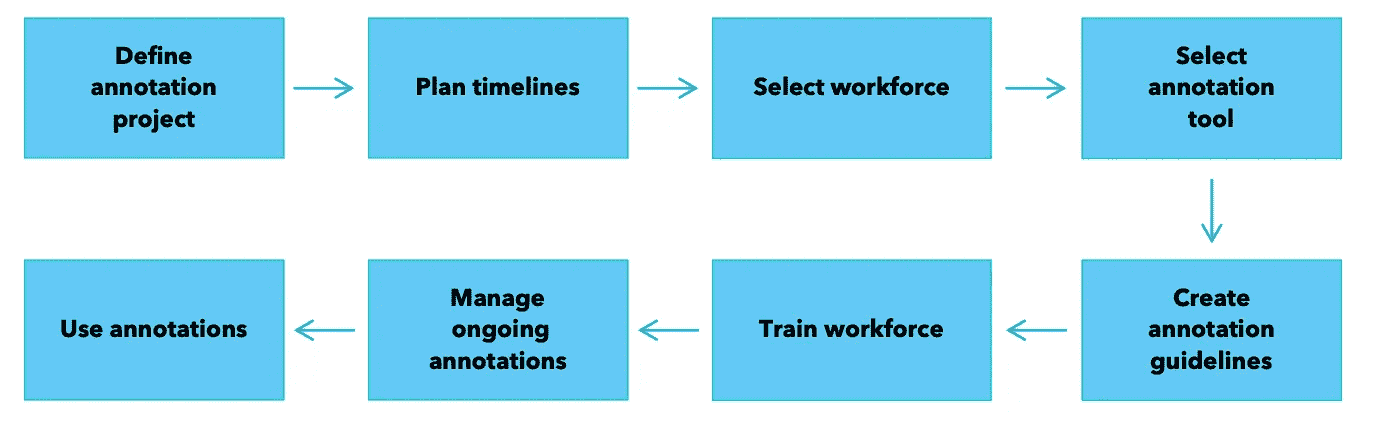 Define
annotation
project
Plan timelines
Select workforce
Select
annotation
tool
Create
annotation
guidelines
Train workforce
Manage
ongoing
annotations
Use annotations